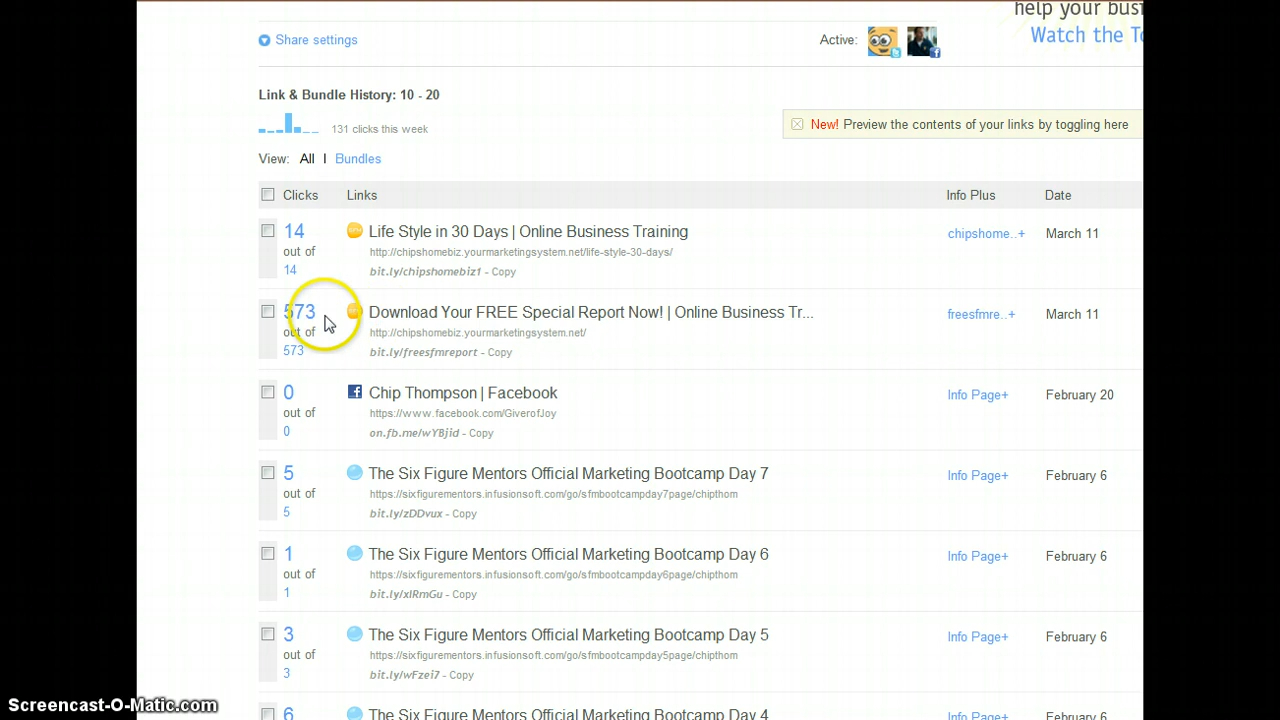 help your
Watch the
Share settings
Active:
Link & Bundle History: 10 - 20
131 clicks this week
New! Preview the contents of your links by toggling here
View: All | Bundles
Clicks Links Info Plus Date
14 Life Style in 30 Days | Online Business Training chipshome..+ March 11
out of http://chipshomebiz.yourmarketingsystem.net/life-style-30-days/
14 bit.ly/chipshomebiz1 - Copy
573 Download Your FREE Special Report Now! | Online Business Tr... freesfmre..+ March 11
out of http://chipshomebiz.yourmarketingsystem.net/
573 bit.ly/freesfmreport - Copy
0 Chip Thompson | Facebook Info Page+ February 20
out of https://www.facebook.com/GiverofJoy
0 on.fb.me/wYBjid - Copy
5 The Six Figure Mentors Official Marketing Bootcamp Day 7 Info Page+ February 6
out of https://sixfigurementors.infusionsoft.com/go/sfmbootcampday7page/chipthom
5 bit.ly/zDDvux - Copy
1 The Six Figure Mentors Official Marketing Bootcamp Day 6 Info Page+ February 6
out of https://sixfigurementors.infusionsoft.com/go/sfmbootcampday6page/chipthom
1 bit.ly/xIRmGu - Copy
3 The Six Figure Mentors Official Marketing Bootcamp Day 5 Info Page+ February 6
out of https://sixfigurementors.infusionsoft.com/go/sfmbootcampday5page/chipthom
3 bit.ly/wFzei7 - Copy
6 The Six Figure Mentors Official Marketing Bootcamp Day 4 Info Page+ February 6
Screencast-O-Matic.com